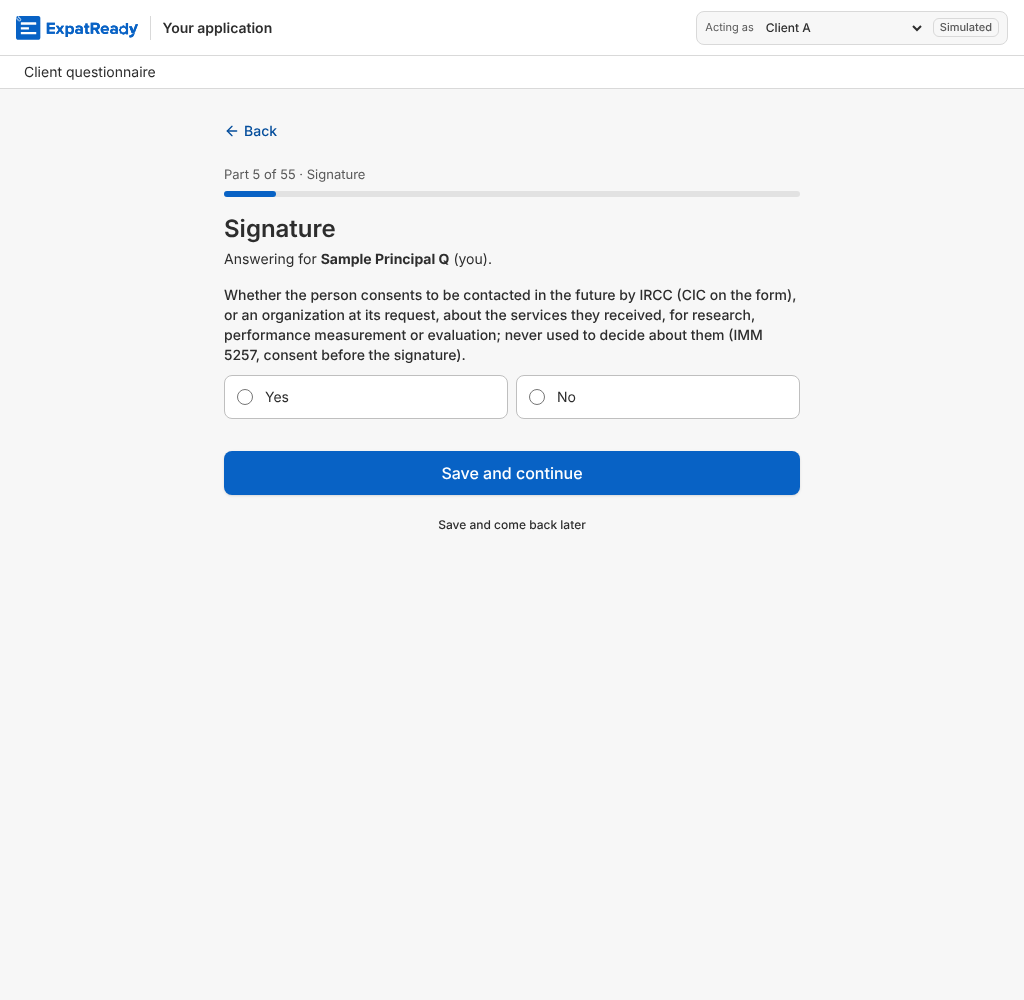 ExpatReady
Your application
Acting as Client A Simulated
Client questionnaire
← Back
Part 5 of 55 · Signature
Signature
Answering for Sample Principal Q (you).
Whether the person consents to be contacted in the future by IRCC (CIC on the form),
or an organization at its request, about the services they received, for research,
performance measurement or evaluation; never used to decide about them (IMM
5257, consent before the signature).
Yes
No
Save and continue
Save and come back later